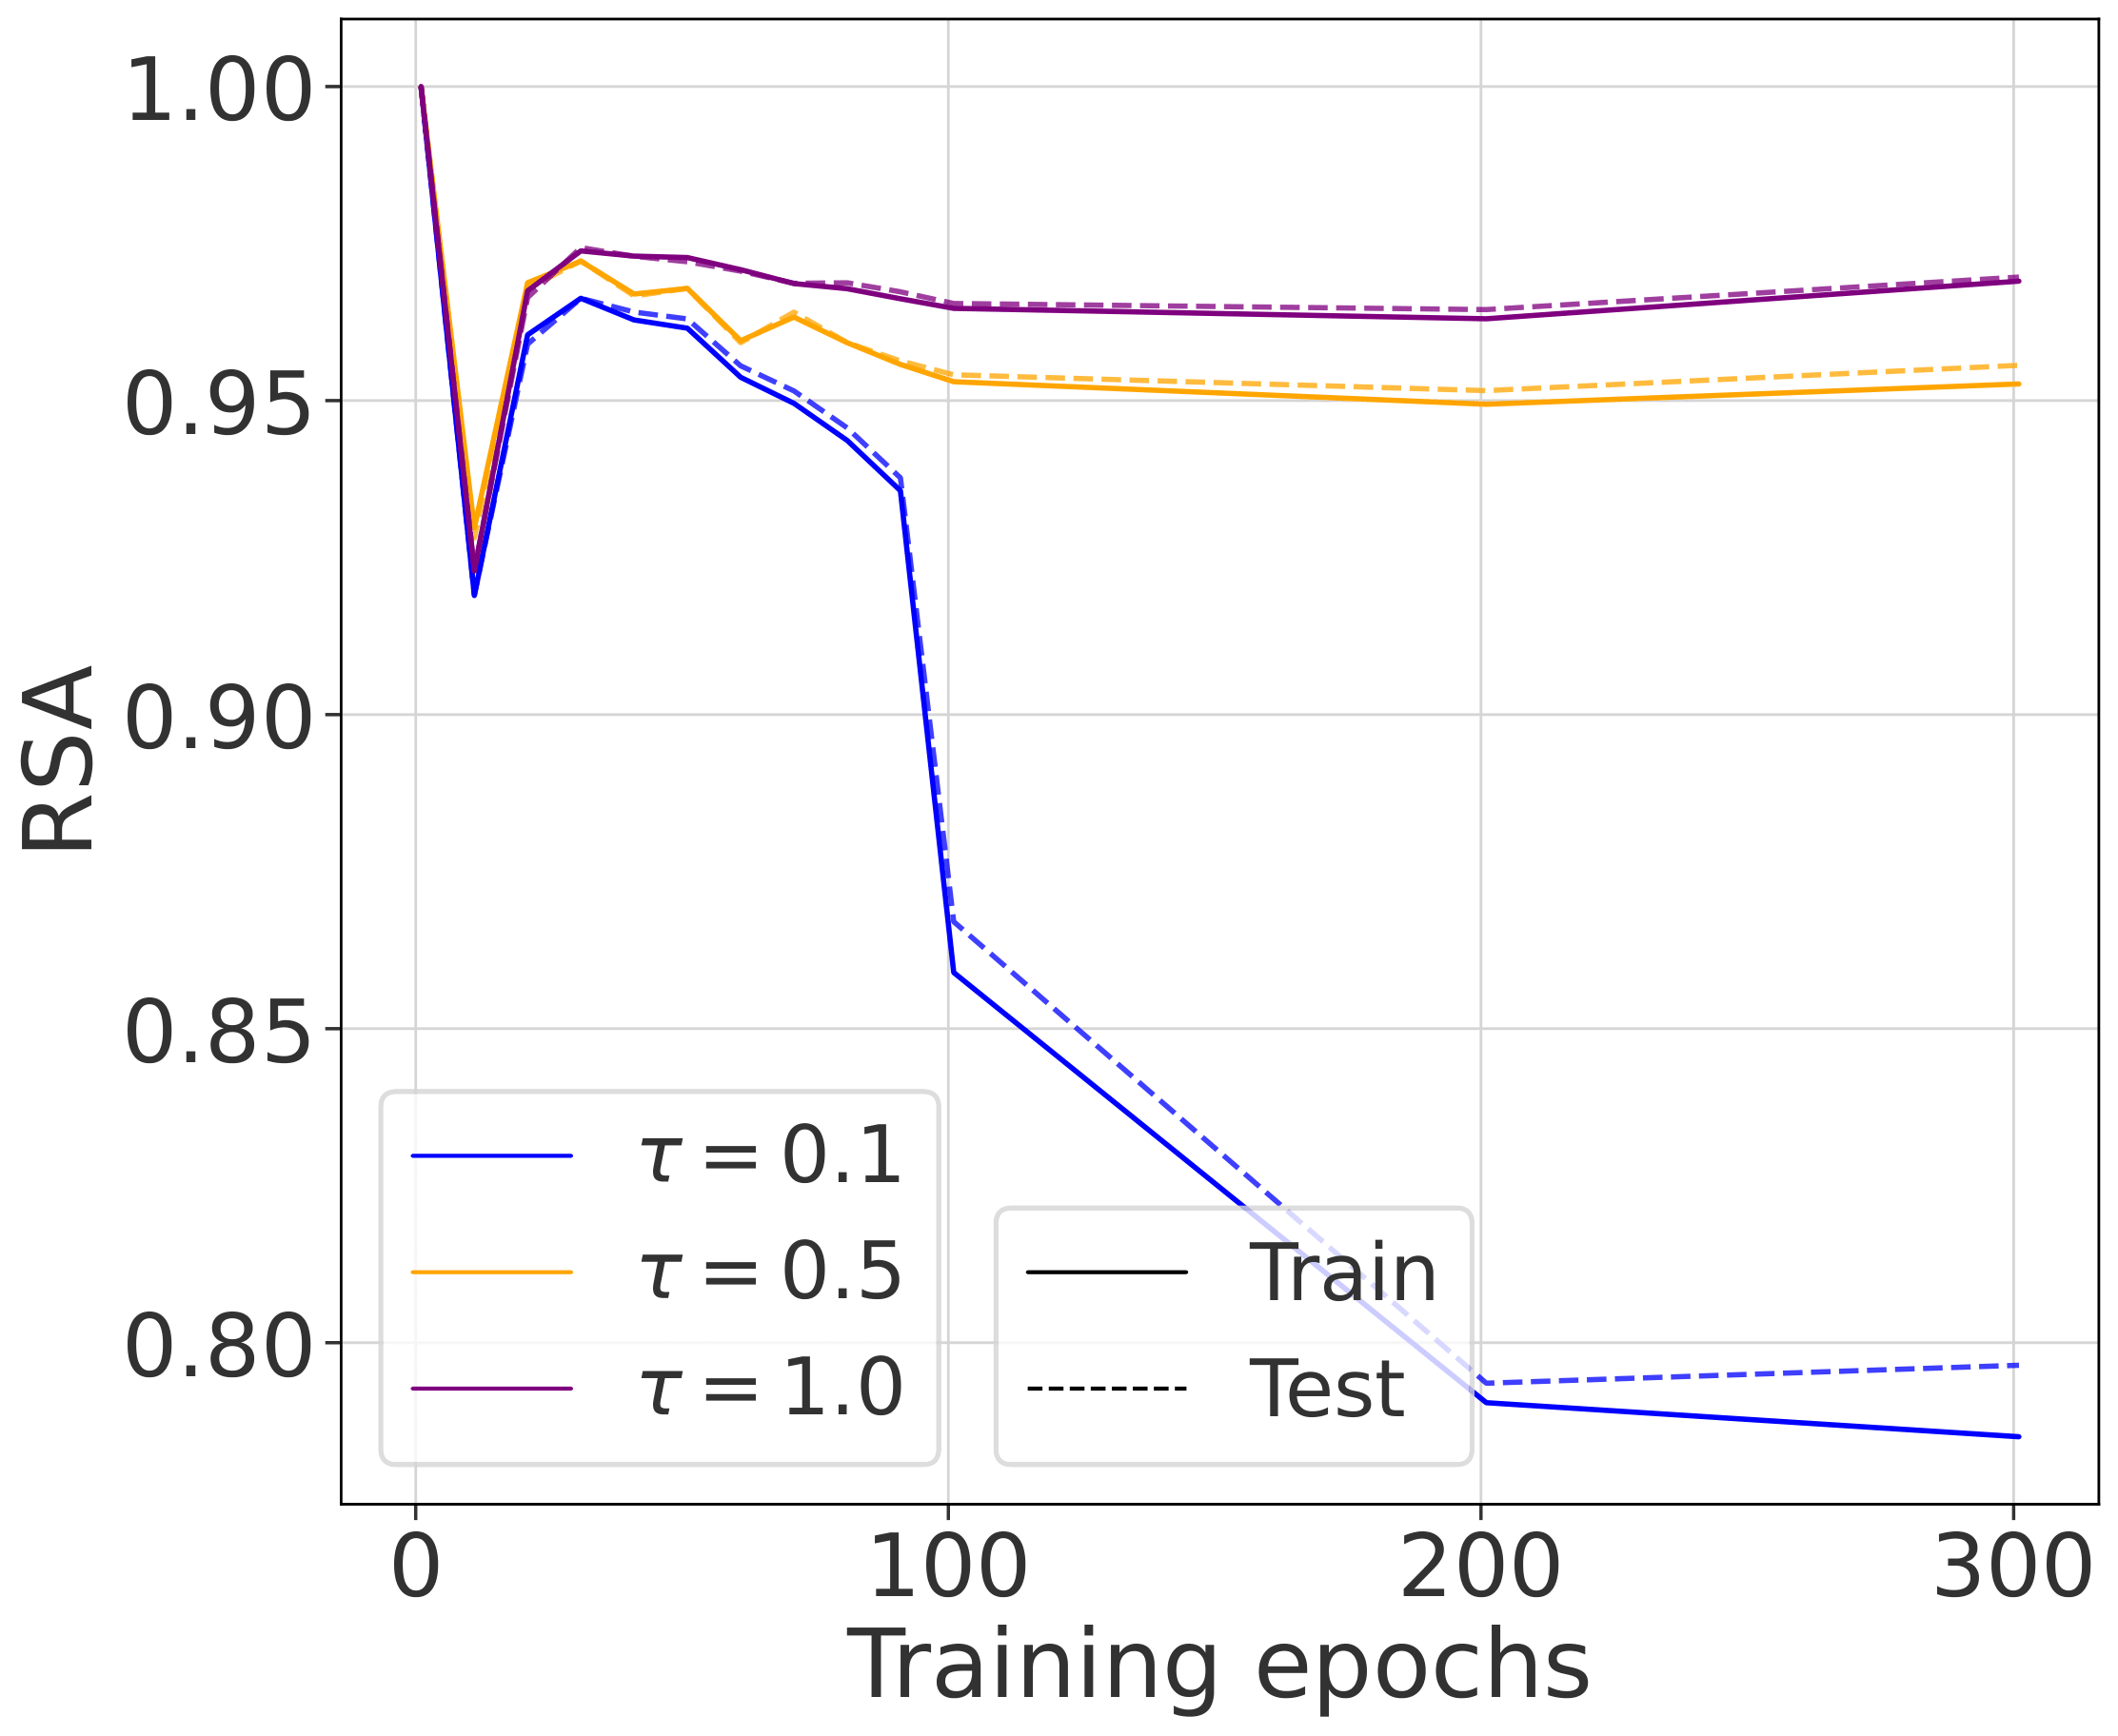 RSA
1.00
0.95
0.90
0.85
0.80
τ = 0.1
τ = 0.5
τ = 1.0
Train
Test
0 100 200 300
Training epochs